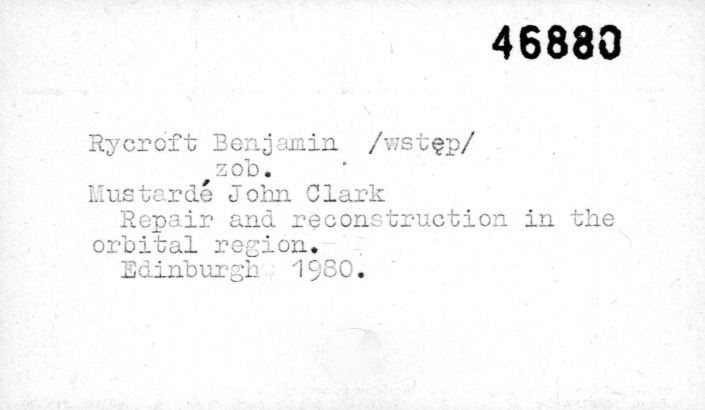 46880
Rycroft Benjamin /wstęp/
zob.
Mustardé John Clark
Repair and reconstruction in the
orbital region.
Edinburgh 1980.